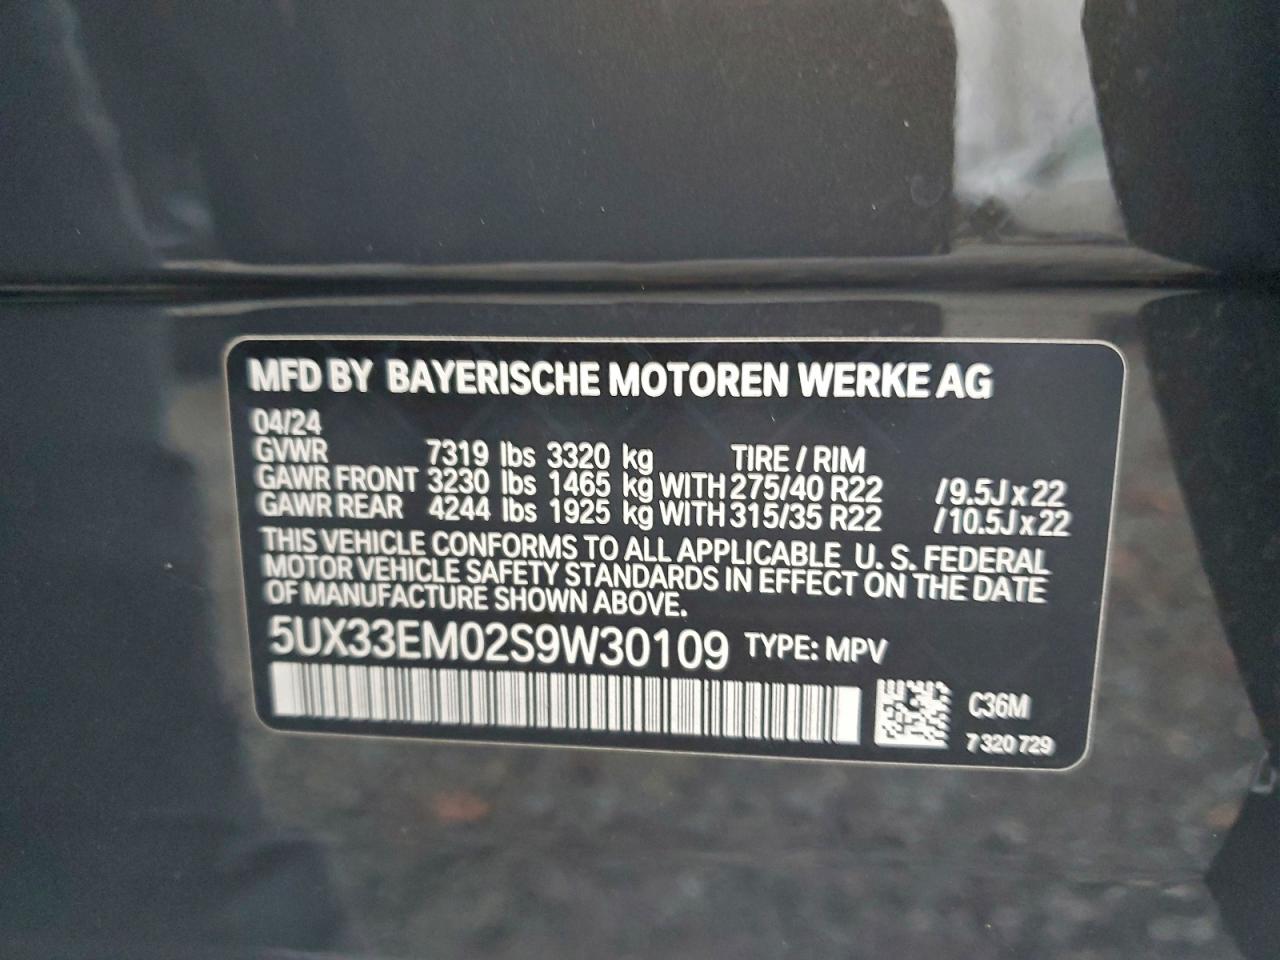 MFD BY BAYERISCHE MOTOREN WERKE AG
04/24
GVWR 7319 lbs 3320 kg TIRE / RIM
GAWR FRONT 3230 lbs 1465 kg WITH 275/40 R22 /9.5J x 22
GAWR REAR 4244 lbs 1925 kg WITH 315/35 R22 /10.5J x 22
THIS VEHICLE CONFORMS TO ALL APPLICABLE U. S. FEDERAL
MOTOR VEHICLE SAFETY STANDARDS IN EFFECT ON THE DATE
OF MANUFACTURE SHOWN ABOVE.
5UX33EM02S9W30109 TYPE: MPV
C36M
7 320 729